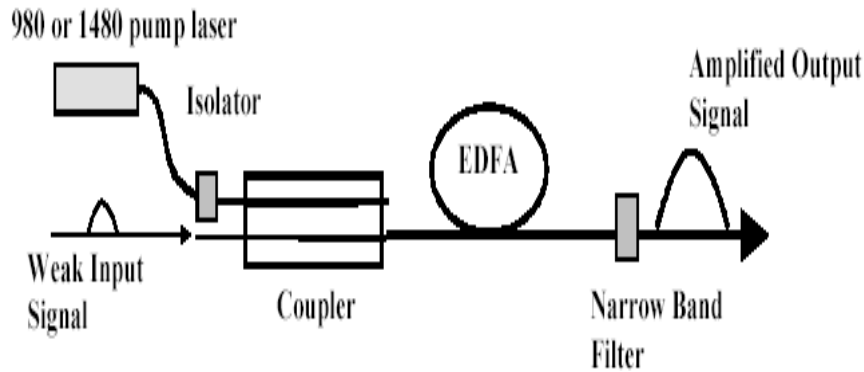 980 or 1480 pump laser
Isolator
Amplified Output
Signal
EDFA
Weak Input
Signal
Coupler
Narrow Band
Filter